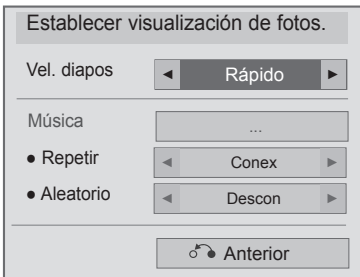 Establecer visualización de fotos.
Vel. diapos ◄ Rápido ►
Música ...
● Repetir ◄ Conex ►
● Aleatorio ◄ Descon ►
Anterior